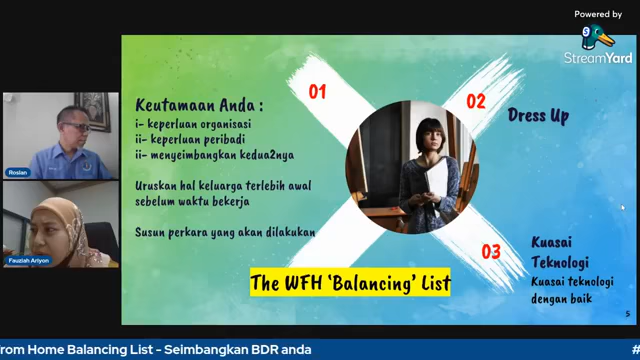 Powered by
StreamYard
01
Keutamaan Anda :
i- keperluan organisasi
ii- keperluan peribadi
ii- menyeimbangkan kedua2nya
Uruskan hal keluarga terlebih awal
sebelum waktu bekerja
Susun perkara yang akan dilakukan
02
Dress Up
03
Kuasai
Teknologi
Kuasai teknologi
dengan baik
The WFH ‘Balancing’ List
5
Roslan
Fauziah Ariyon
from Home Balancing List - Seimbangkan BDR anda
#